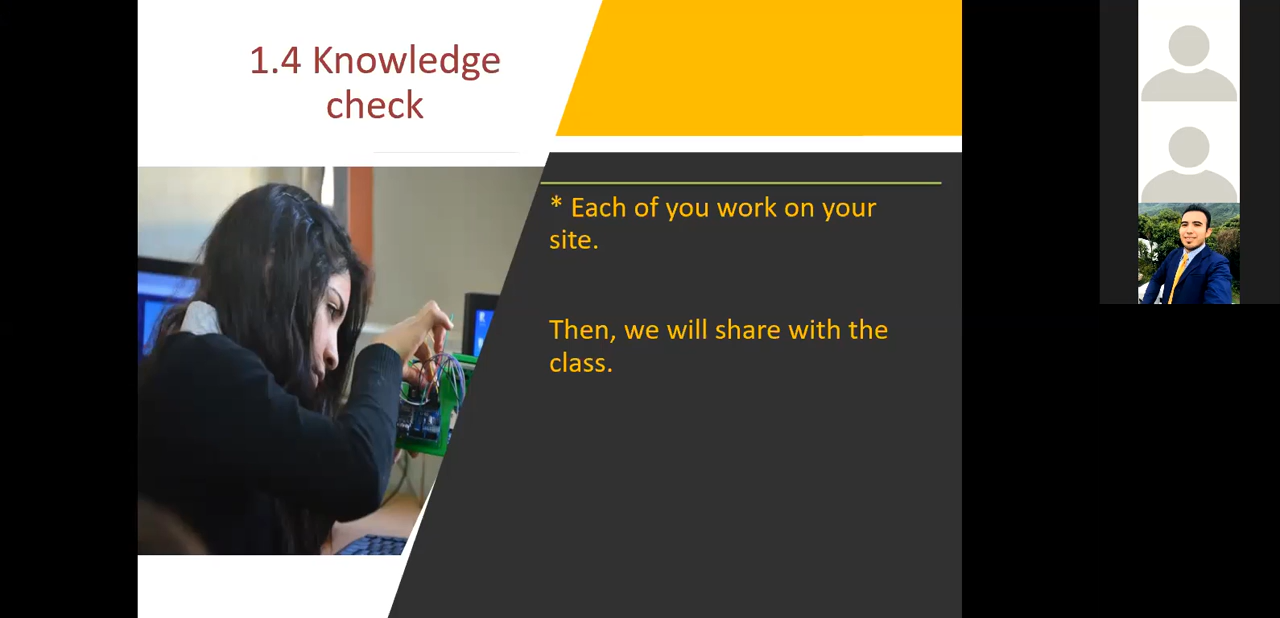 1.4 Knowledge
check
* Each of you work on your
site.
Then, we will share with the
class.